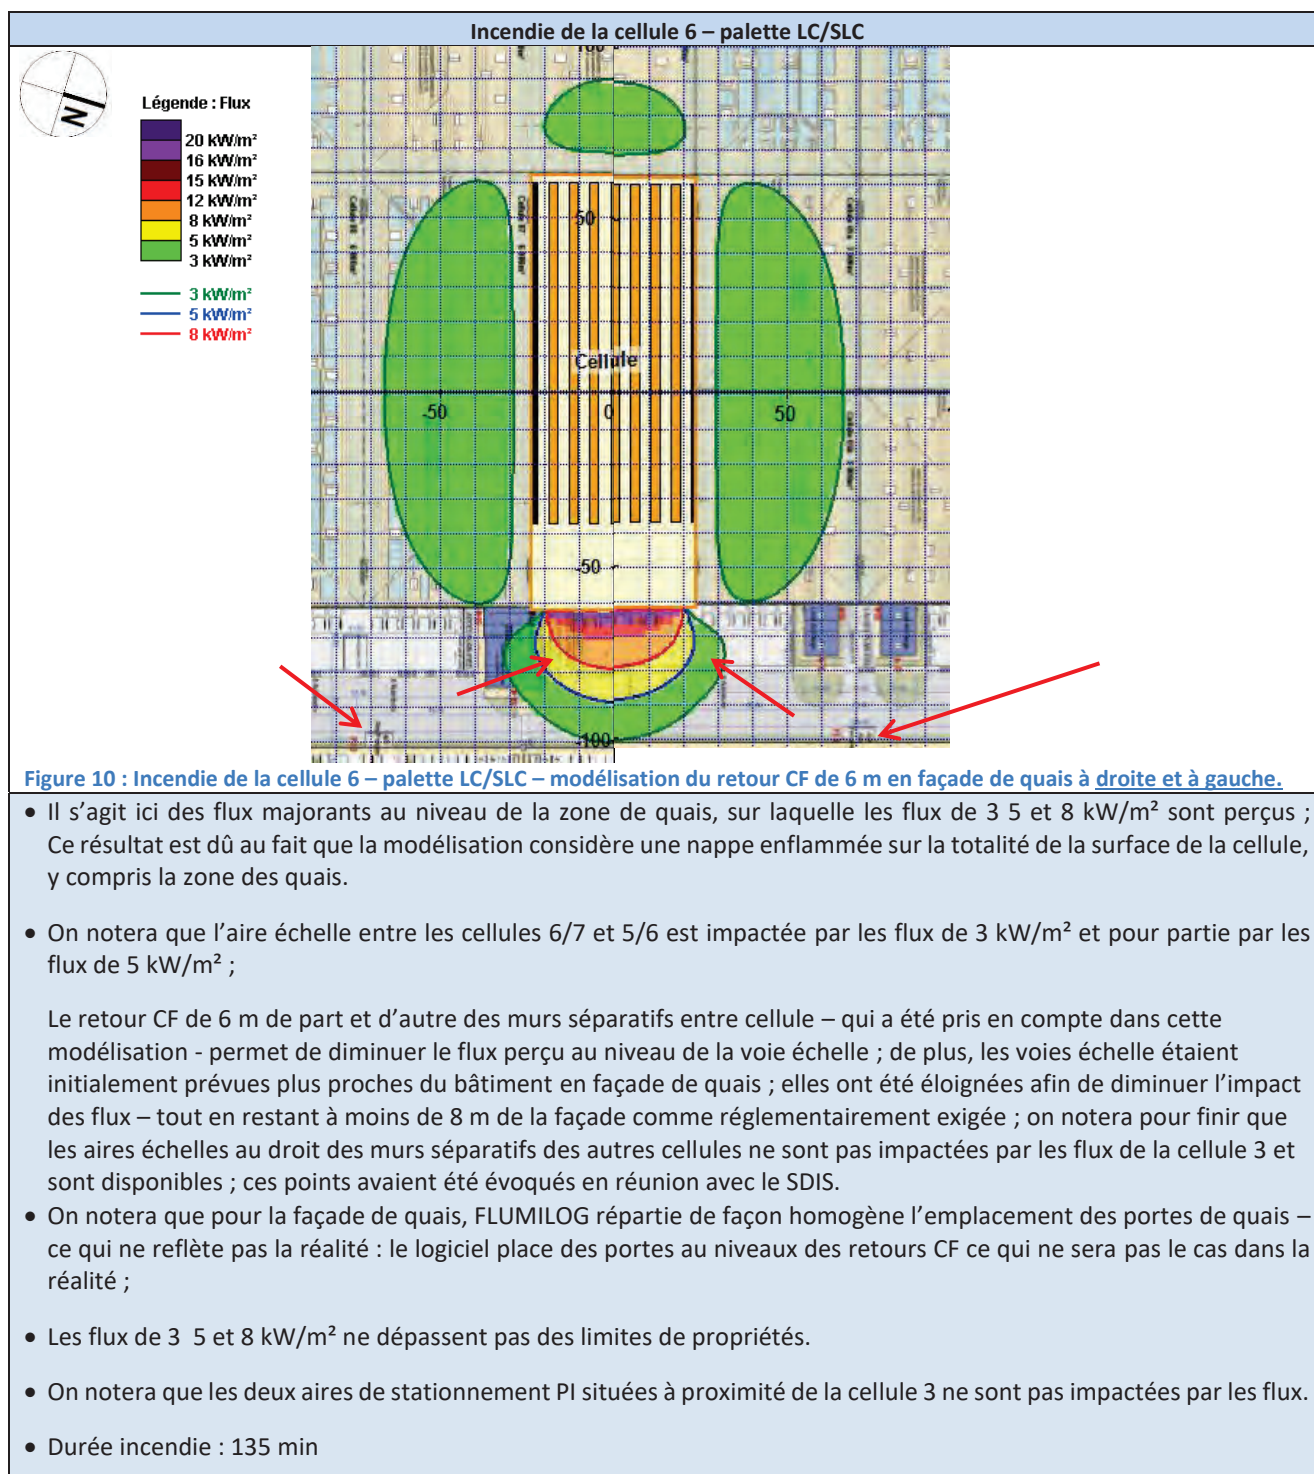 Incendie de la cellule 6 – palette LC/SLC
N
Légende : Flux
20 kW/m²
16 kW/m²
15 kW/m²
12 kW/m²
8 kW/m²
5 kW/m²
3 kW/m²
3 kW/m²
5 kW/m²
8 kW/m²
100
50
Cellule
-50
0
50
-50
-100
Figure 10 : Incendie de la cellule 6 – palette LC/SLC – modélisation du retour CF de 6 m en façade de quais à droite et à gauche.
• Il s’agit ici des flux majorants au niveau de la zone de quais, sur laquelle les flux de 3 5 et 8 kW/m² sont perçus ;
Ce résultat est dû au fait que la modélisation considère une nappe enflammée sur la totalité de la surface de la cellule,
y compris la zone des quais.
• On notera que l’aire échelle entre les cellules 6/7 et 5/6 est impactée par les flux de 3 kW/m² et pour partie par les
flux de 5 kW/m² ;
Le retour CF de 6 m de part et d’autre des murs séparatifs entre cellule – qui a été pris en compte dans cette
modélisation - permet de diminuer le flux perçu au niveau de la voie échelle ; de plus, les voies échelle étaient
initialement prévues plus proches du bâtiment en façade de quais ; elles ont été éloignées afin de diminuer l’impact
des flux – tout en restant à moins de 8 m de la façade comme réglementairement exigée ; on notera pour finir que
les aires échelles au droit des murs séparatifs des autres cellules ne sont pas impactées par les flux de la cellule 3 et
sont disponibles ; ces points avaient été évoqués en réunion avec le SDIS.
• On notera que pour la façade de quais, FLUMILOG répartie de façon homogène l’emplacement des portes de quais –
ce qui ne reflète pas la réalité : le logiciel place des portes au niveaux des retours CF ce qui ne sera pas le cas dans la
réalité ;
• Les flux de 3 5 et 8 kW/m² ne dépassent pas des limites de propriétés.
• On notera que les deux aires de stationnement PI situées à proximité de la cellule 3 ne sont pas impactées par les flux.
• Durée incendie : 135 min